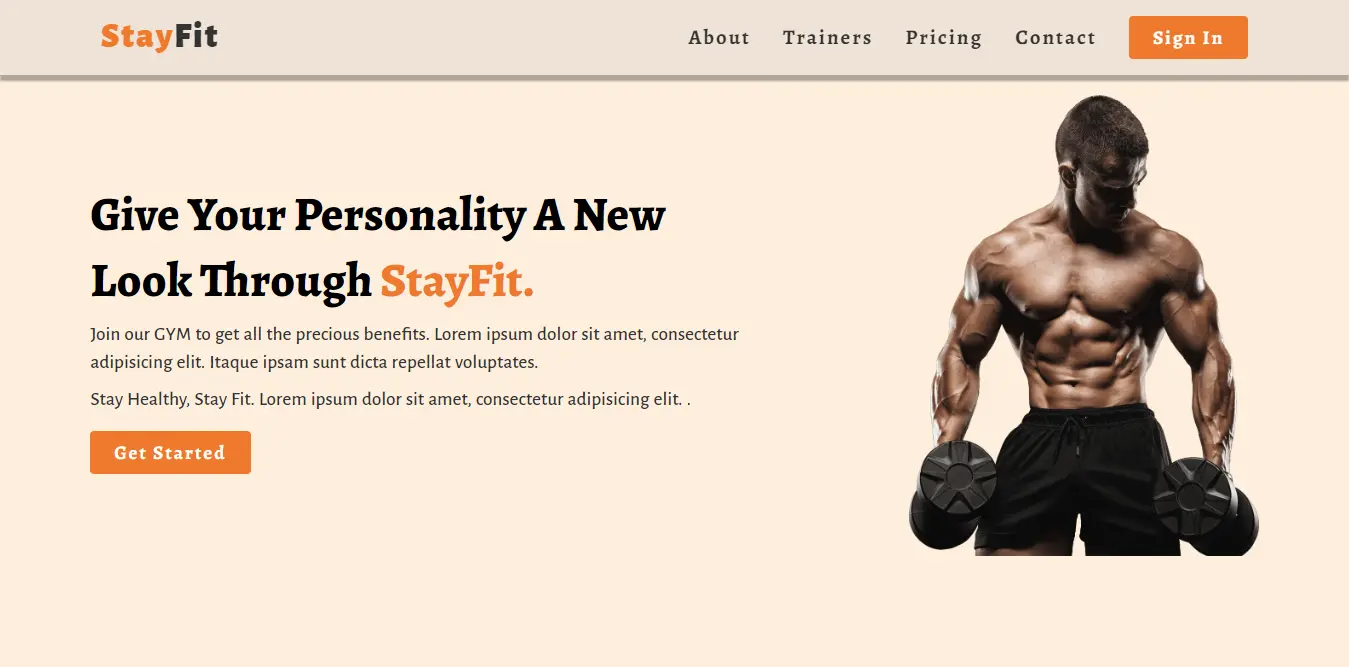 StayFit
About Trainers Pricing Contact Sign In
Give Your Personality A New
Look Through StayFit.
Join our GYM to get all the precious benefits. Lorem ipsum dolor sit amet, consectetur
adipisicing elit. Itaque ipsam sunt dicta repellat voluptates.
Stay Healthy, Stay Fit. Lorem ipsum dolor sit amet, consectetur adipisicing elit. .
Get Started